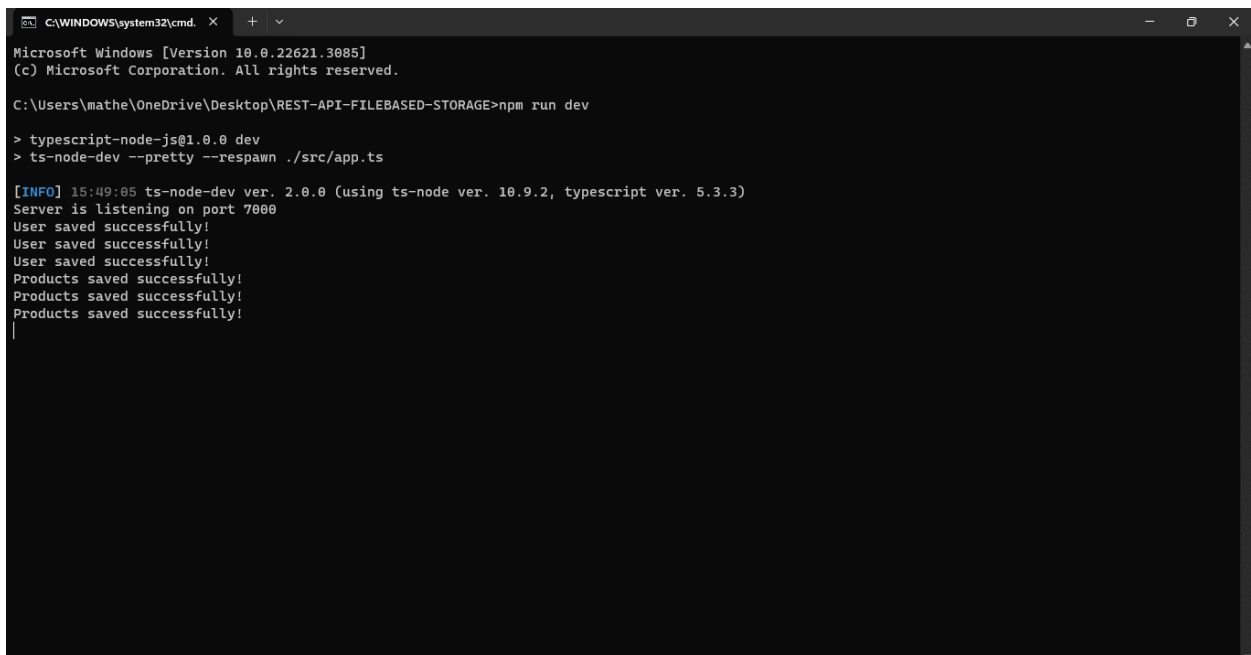 C:\WINDOWS\system32\cmd.
Microsoft Windows [Version 10.0.22621.3085]
(c) Microsoft Corporation. All rights reserved.
C:\Users\mathe\OneDrive\Desktop\REST-API-FILEBASED-STORAGE>npm run dev
> typescript-node-js@1.0.0 dev
> ts-node-dev --pretty --respawn ./src/app.ts
[INFO] 15:49:05 ts-node-dev ver. 2.0.0 (using ts-node ver. 10.9.2, typescript ver. 5.3.3)
Server is listening on port 7000
User saved successfully!
User saved successfully!
User saved successfully!
Products saved successfully!
Products saved successfully!
Products saved successfully!